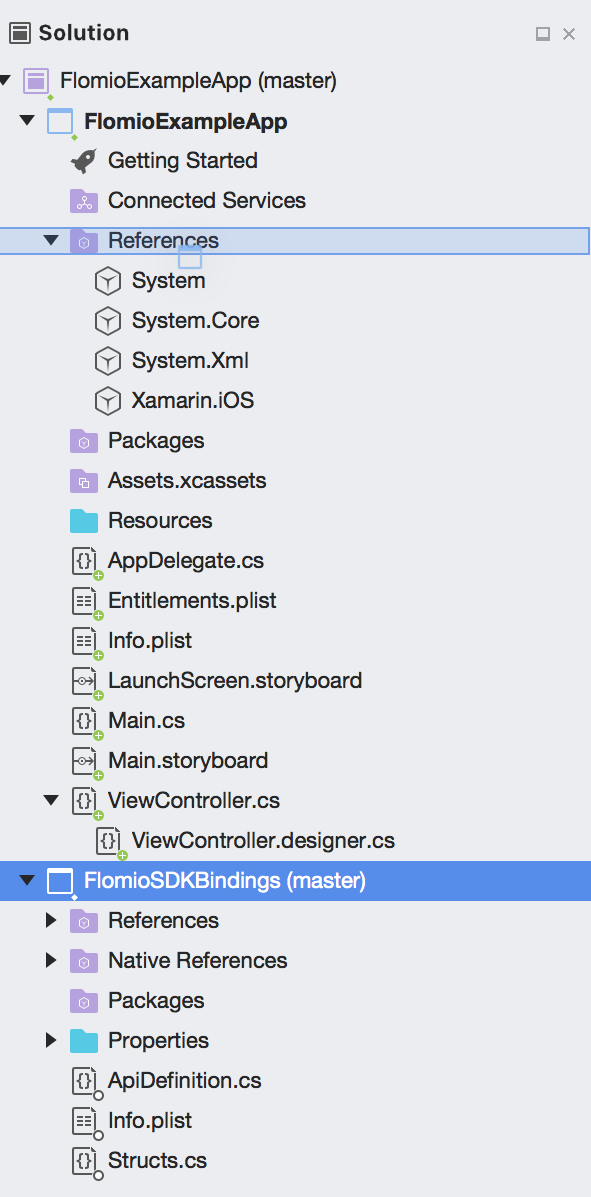 Solution
FlomioExampleApp (master)
FlomioExampleApp
Getting Started
Connected Services
References
System
System.Core
System.Xml
Xamarin.iOS
Packages
Assets.xcassets
Resources
AppDelegate.cs
Entitlements.plist
Info.plist
LaunchScreen.storyboard
Main.cs
Main.storyboard
ViewController.cs
ViewController.designer.cs
FlomioSDKBindings (master)
References
Native References
Packages
Properties
ApiDefinition.cs
Info.plist
Structs.cs